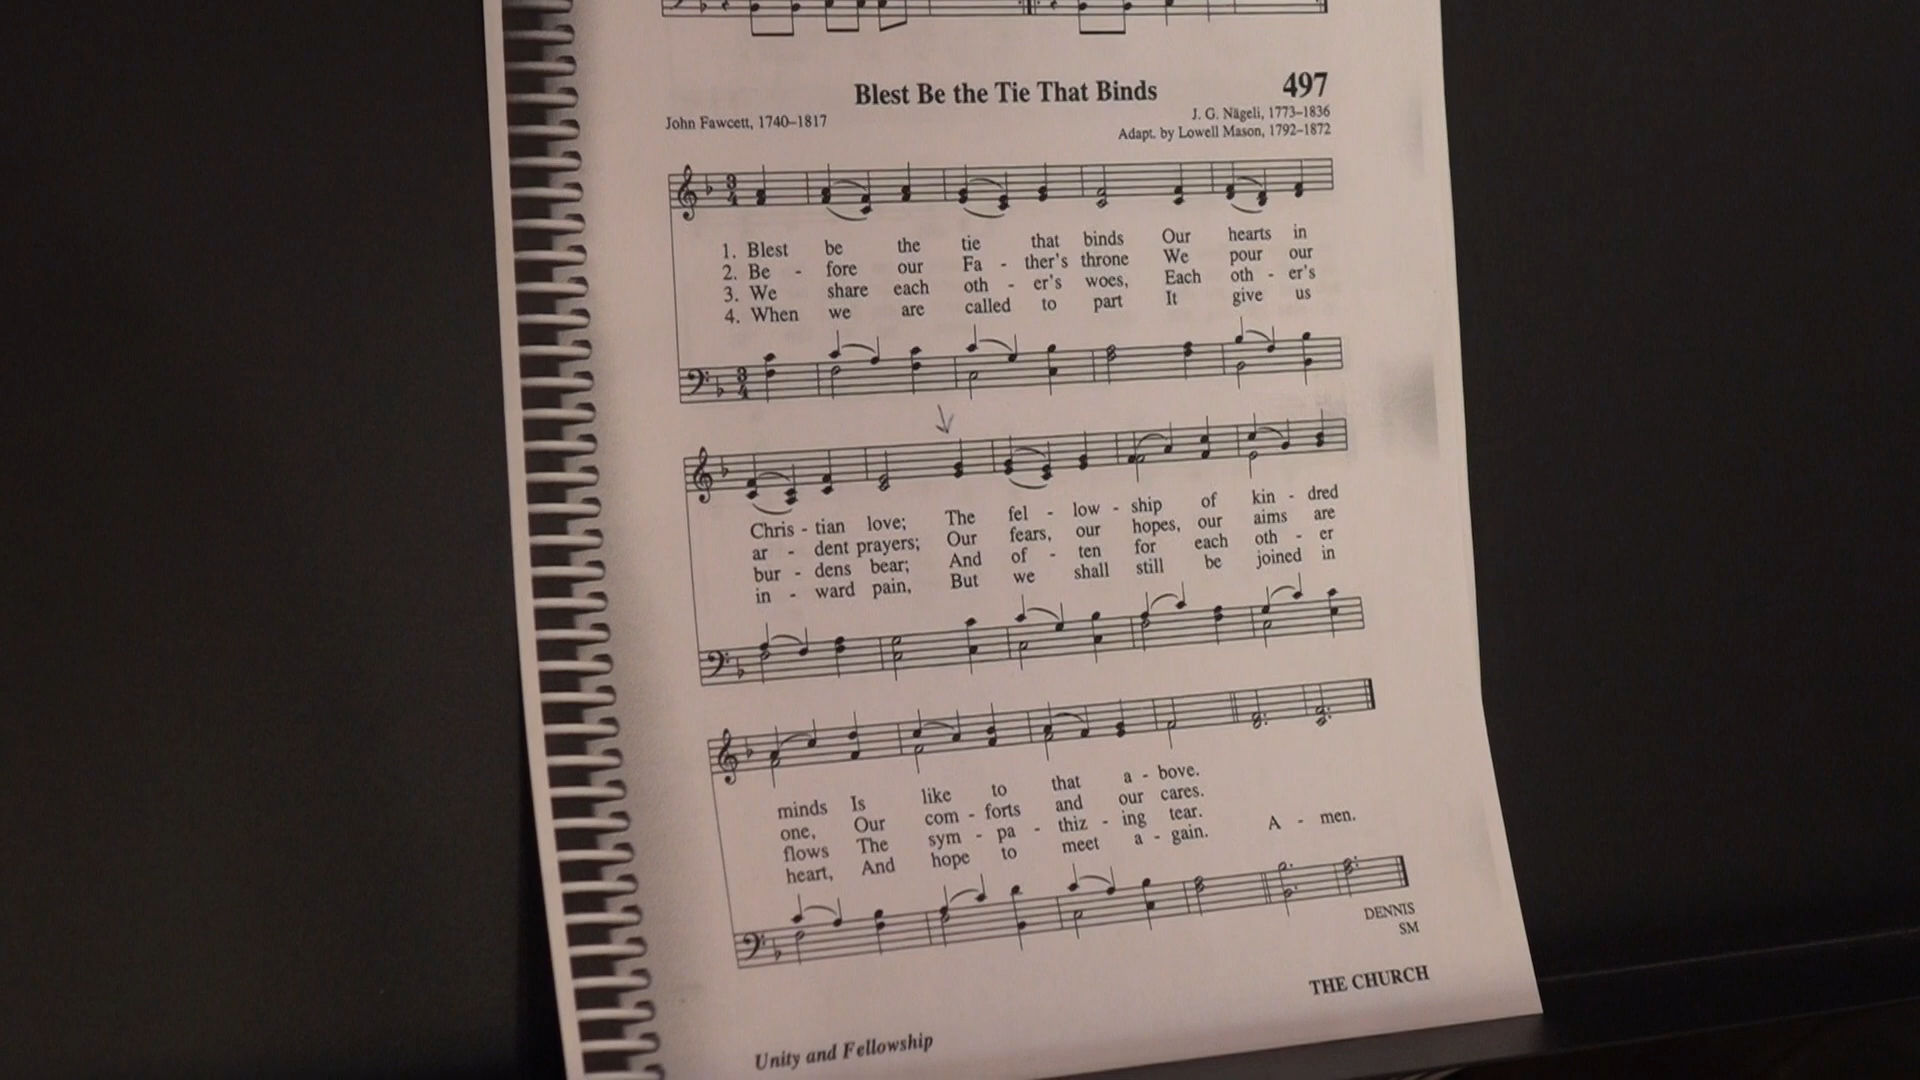 Blest Be the Tie That Binds 497
John Fawcett, 1740–1817
J. G. Nägeli, 1773–1836
Adapt. by Lowell Mason, 1792–1872
3
4
1. Blest be the tie that binds Our hearts in
2. Be - fore our Fa - ther's throne We pour our
3. We share each oth - er's woes, Each oth - er's
4. When we are called to part It give us
3
4
Chris - tian love; The fel - low - ship of kin - dred
ar - dent prayers; Our fears, our hopes, our aims are
bur - dens bear; And of - ten for each oth - er
in - ward pain, But we shall still be joined in
minds Is like to that a - bove.
one, Our com - forts and our cares.
flows The sym - pa - thiz - ing tear.
heart, And hope to meet a - gain. A - men.
DENNIS
SM
THE CHURCH
Unity and Fellowship